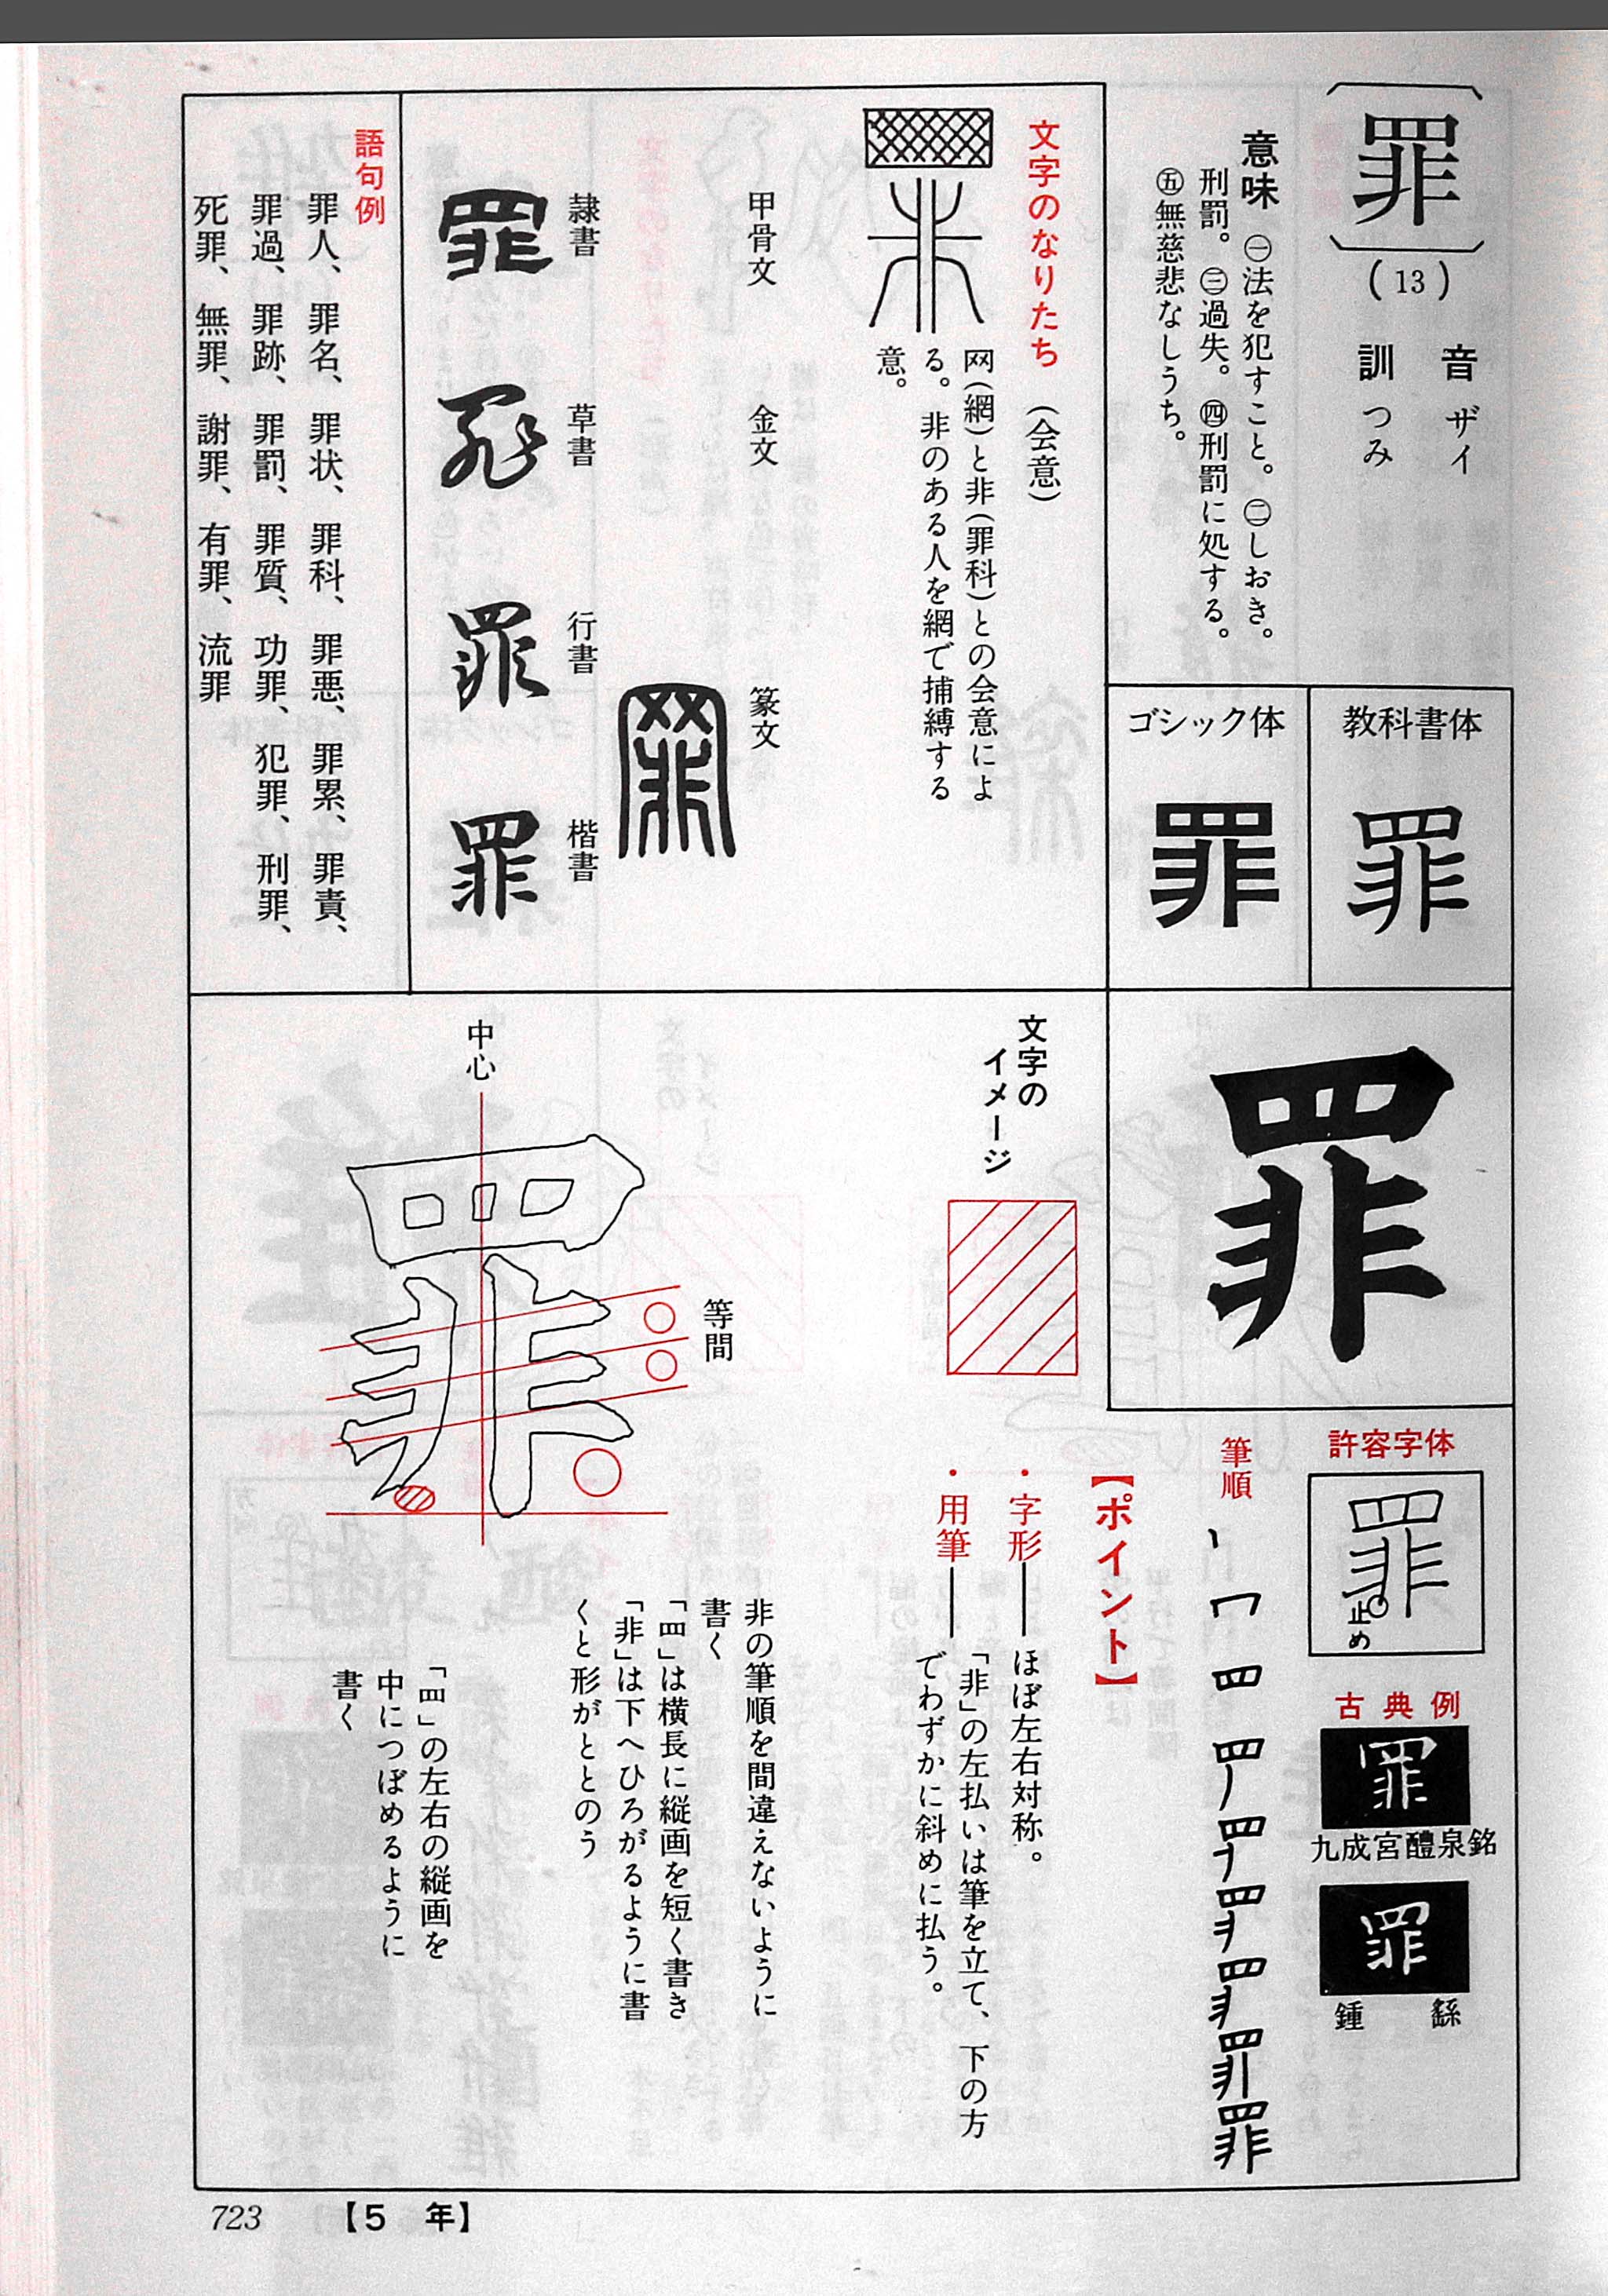 罪
(13)
音 ザイ
訓 つみ
意味 ㊀法を犯すこと。㊁しおき。
刑罰。㊂過失。㊃刑罰に処する。
㊄無慈悲なしうち。
教科書体
罪
ゴシック体
罪
文字のなりたち (会意)
网(網)と非(罪科)との会意によ
る。非のある人を網で捕縛する
意。
甲骨文
金文
篆文
罪
隷書
罪
草書
罪
行書
罪
楷書
罪
語句例
罪人、罪名、罪状、罪科、罪悪、罪累、罪責、
罪過、罪跡、罪罰、罪質、功罪、犯罪、刑罪、
死罪、無罪、謝罪、有罪、流罪
罪
許容字体
罪
止め
古典例
罪
九成宮醴泉銘
罪
鍾繇
筆順
罪
【ポイント】
・字形──ほぼ左右対称。
・用筆──「非」の左払いは筆を立て、下の方
でわずかに斜めに払う。
文字の
イメージ
等間
中心
罪
非の筆順を間違えないように
書く
「罒」は横長に縦画を短く書き
「非」は下へひろがるように書
くと形がととのう
「罒」の左右の縦画を
中につぼめるように
書く
723 【5 年】